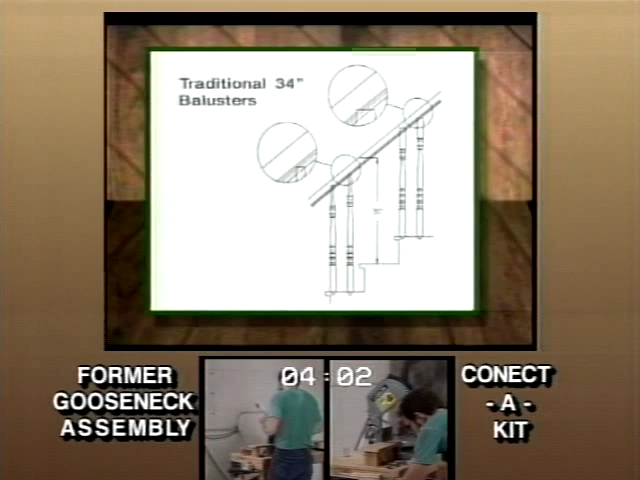 Traditional 34"
Balusters
FORMER
GOOSENECK
ASSEMBLY
04:02
CONECT
- A -
KIT